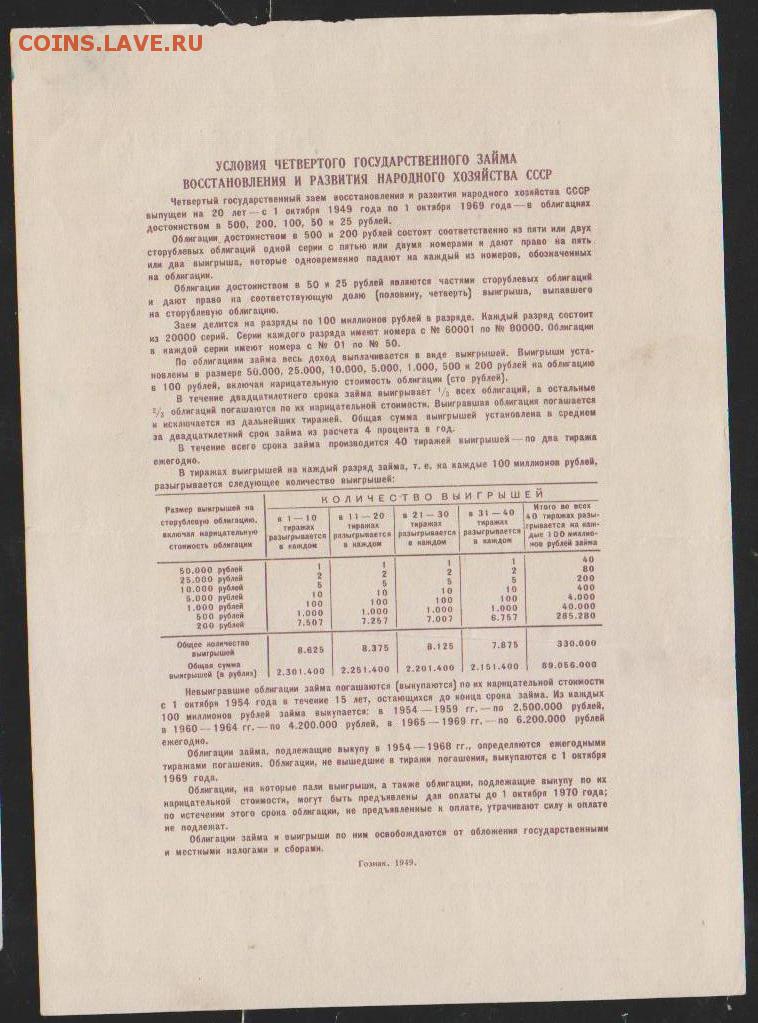 COINS.LAVE.RU
УСЛОВИЯ ЧЕТВЕРТОГО ГОСУДАРСТВЕННОГО ЗАЙМА
ВОССТАНОВЛЕНИЯ И РАЗВИТИЯ НАРОДНОГО ХОЗЯЙСТВА СССР
Четвертый государственный заем восстановления и развития народного хозяйства СССР
выпущен на 20 лет — с 1 октября 1949 года по 1 октября 1969 года — в облигациях
достоинством в 500, 200, 100, 50 и 25 рублей.
Облигации достоинством в 500 и 200 рублей состоят соответственно из пяти или двух
сторублевых облигаций одной серии с пятью или двумя номерами и дают право на пять
или два выигрыша, которые одновременно падают на каждый из номеров, обозначенных
на облигации.
Облигации достоинством в 50 и 25 рублей являются частями сторублевых облигаций
и дают право на соответствующую долю (половину, четверть) выигрыша, выпавшего
на сторублевую облигацию.
Заем делится на разряды по 100 миллионов рублей в разряде. Каждый разряд состоит
из 20000 серий. Серии каждого разряда имеют номера с № 60001 по № 80000. Облигации
в каждой серии имеют номера с № 01 по № 50.
По облигациям займа весь доход выплачивается в виде выигрышей. Выигрыши уста-
новлены в размере 50.000, 25.000, 10.000, 5.000, 1.000, 500 и 200 рублей на облигацию
в 100 рублей, включая нарицательную стоимость облигации (сто рублей).
В течение двадцатилетнего срока займа выигрывает 1/3 всех облигаций, а остальные
2/3 облигаций погашаются по их нарицательной стоимости. Выигравшая облигация погашается
и исключается из дальнейших тиражей. Общая сумма выигрышей установлена в среднем
за двадцатилетний срок займа из расчета 4 процента в год.
В течение всего срока займа производится 40 тиражей выигрышей — по два тиража
ежегодно.
В тиражах выигрышей на каждый разряд займа, т. е. на каждые 100 миллионов рублей,
разыгрывается следующее количество выигрышей:
Размер выигрышей на
сторублевую облигацию,
включая нарицательную
стоимость облигации
КОЛИЧЕСТВО ВЫИГРЫШЕЙ
в 1 — 10
тиражах
разыгрывается
в каждом
в 11 — 20
тиражах
разыгрывается
в каждом
в 21 — 30
тиражах
разыгрывается
в каждом
в 31 — 40
тиражах
разыгрывается
в каждом
Итого во всех
40 тиражах разы-
грывается на каж-
дые 100 миллио-
нов рублей займа
50.000 рублей 1 1 1 1 40
25.000 рублей 2 2 2 2 80
10.000 рублей 5 5 5 5 200
5.000 рублей 10 10 10 10 400
1.000 рублей 100 100 100 100 4.000
500 рублей 1.000 1.000 1.000 1.000 40.000
200 рублей 7.507 7.257 7.007 6.757 285.280
Общее количество
выигрышей 8.625 8.375 8.125 7.875 330.000
Общая сумма
выигрышей (в рублях) 2.301.400 2.251.400 2.201.400 2.151.400 89.056.000
Невыигравшие облигации займа погашаются (выкупаются) по их нарицательной стоимости
с 1 октября 1954 года в течение 15 лет, остающихся до конца срока займа. Из каждых
100 миллионов рублей займа выкупается: в 1954 — 1959 гг. — по 2.500.000 рублей,
в 1960 — 1964 гг. — по 4.200.000 рублей, в 1965 — 1969 гг. — по 6.200.000 рублей
ежегодно.
Облигации займа, подлежащие выкупу в 1954 — 1968 гг., определяются ежегодными
тиражами погашения. Облигации, не вышедшие в тиражи погашения, выкупаются с 1 октября
1969 года.
Облигации, на которые пали выигрыши, а также облигации, подлежащие выкупу по их
нарицательной стоимости, могут быть предъявлены для оплаты до 1 октября 1970 года;
по истечении этого срока облигации, не предъявленные к оплате, утрачивают силу и оплате
не подлежат.
Облигации займа и выигрыши по ним освобождаются от обложения государственными
и местными налогами и сборами.
Гознак. 1949.